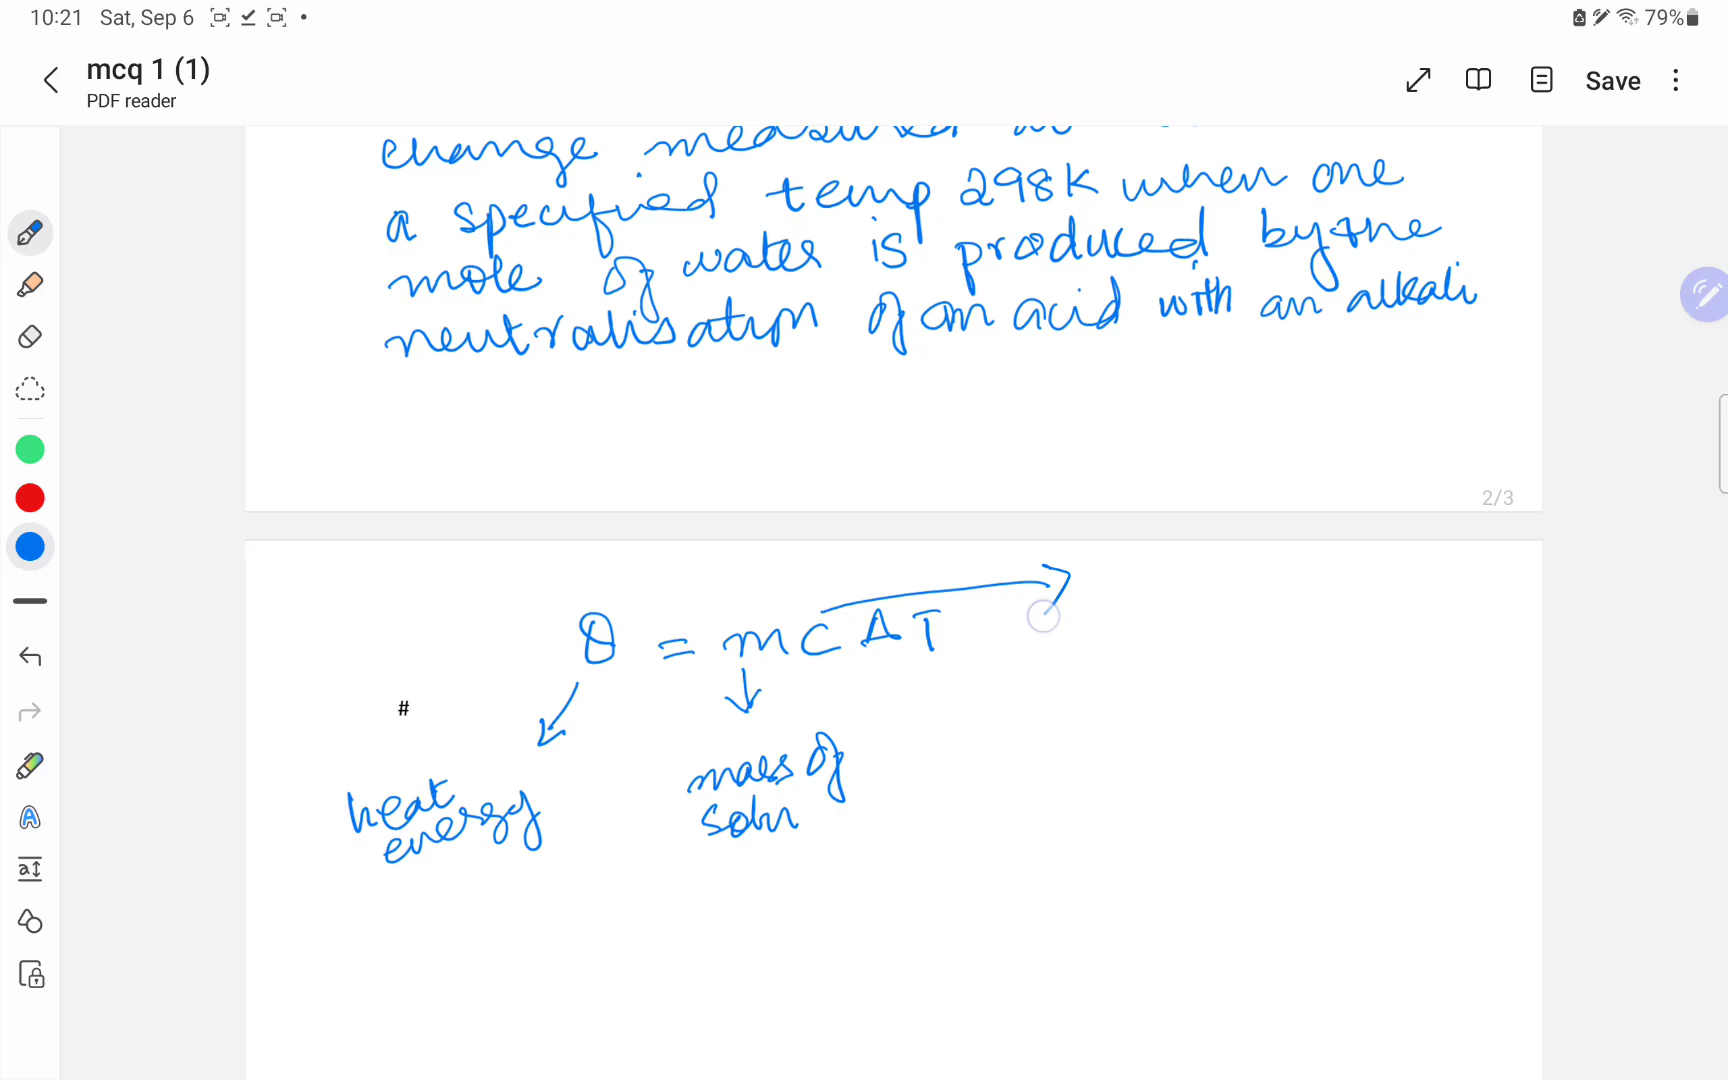 10:21 Sat, Sep 6 79%
mcq 1 (1)
PDF reader
Save
change measured
a specified temp 298K when one
mole of water is produced by the
neutralisation of an acid with an alkali
2/3
Q = mcΔT
#
heat energy
mass of
soln